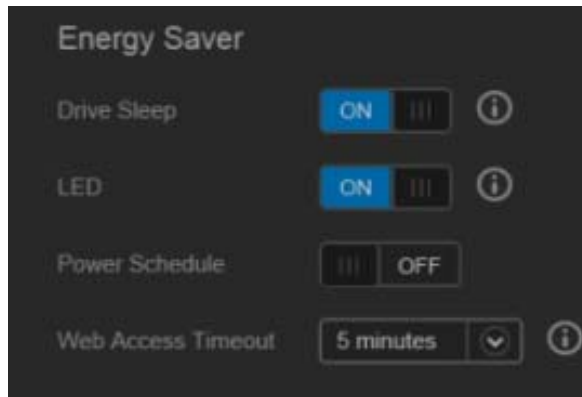 Energy Saver
Drive Sleep ON
LED ON
Power Schedule OFF
Web Access Timeout 5 minutes